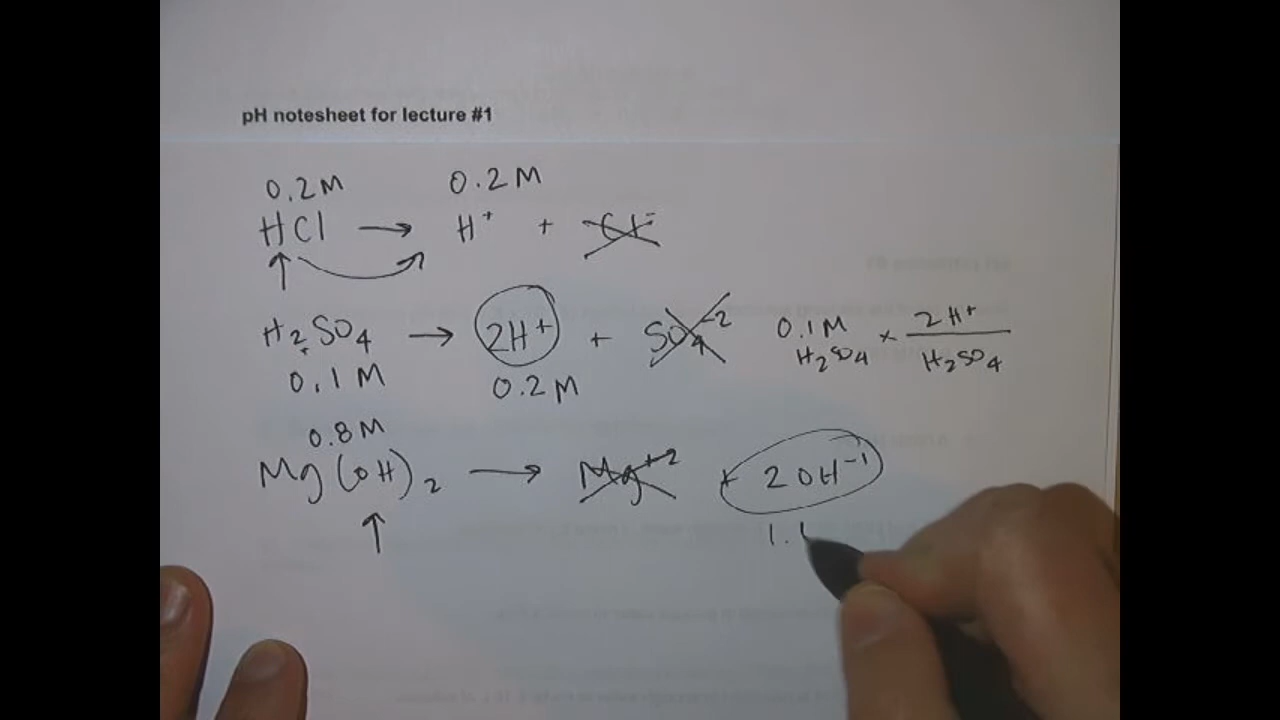 pH notesheet for lecture #1
0.2M 0.2M
HCl → H⁺ + Cl⁻
H₂SO₄ → 2H⁺ + SO₄⁻² 0.1M H₂SO₄ × 2H⁺ / H₂SO₄
0.1M 0.2M
0.8M
Mg(OH)₂ → Mg⁺² + 2OH⁻¹
1.